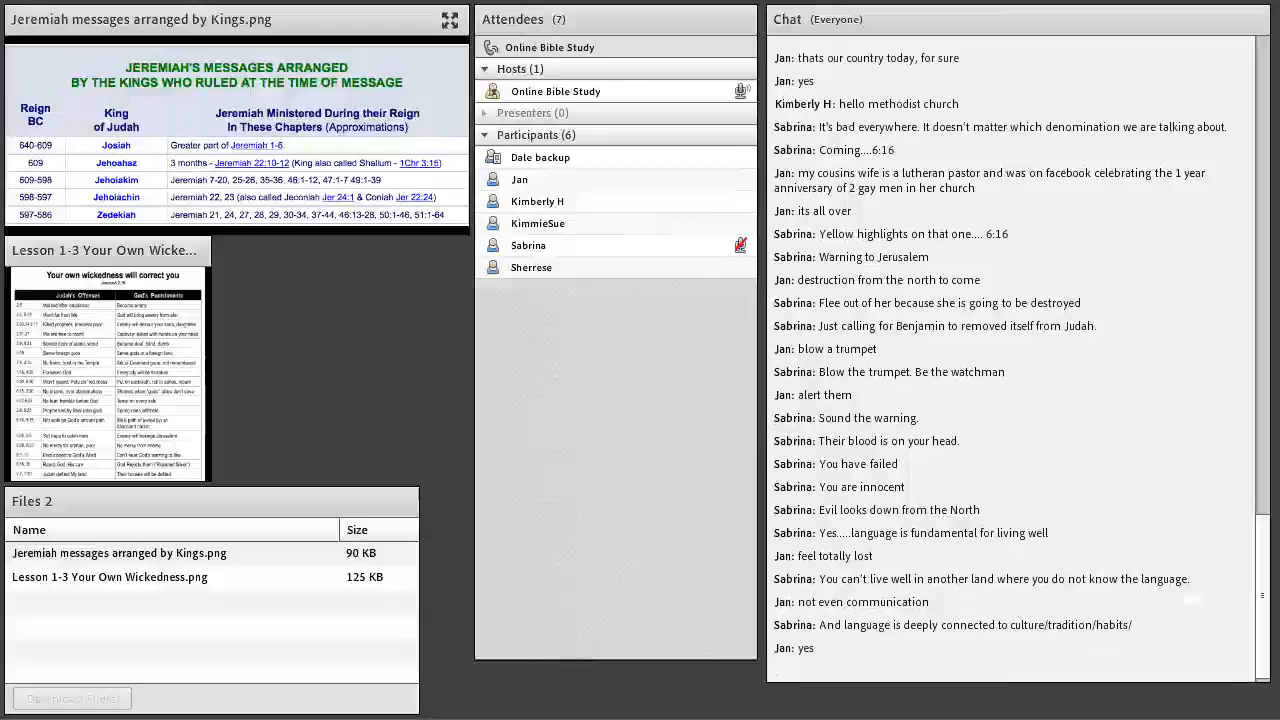 Jeremiah messages arranged by Kings.png
JEREMIAH'S MESSAGES ARRANGED
BY THE KINGS WHO RULED AT THE TIME OF MESSAGE
Reign BC King of Judah Jeremiah Ministered During their Reign In These Chapters (Approximations)
640-609 Josiah Greater part of Jeremiah 1-6
609 Jehoahaz 3 months - Jeremiah 22:10-12 (King also called Shallum - 1Chr 3:15)
609-598 Jehoiakim Jeremiah 7-20, 25-26, 35-36, 46:1-12, 47:1-7 49:1-39
598-597 Jehoiachin Jeremiah 22, 23 (also called Jeconiah Jer 24:1 & Coniah Jer 22:24)
597-586 Zedekiah Jeremiah 21, 24, 27, 28, 29, 30-34, 37-44, 46:13-28, 50:1-46, 51:1-64
Lesson 1-3 Your Own Wicke...
Your own wickedness will correct you
Judah's Offenses God's Punishments
Files 2
Name Size
Jeremiah messages arranged by Kings.png 90 KB
Lesson 1-3 Your Own Wickedness.png 125 KB
Download File(s)
Attendees (7)
Online Bible Study
Hosts (1)
Online Bible Study
Presenters (0)
Participants (6)
Dale backup
Jan
Kimberly H
KimmieSue
Sabrina
Sherrese
Chat (Everyone)
Jan: thats our country today, for sure
Jan: yes
Kimberly H: hello methodist church
Sabrina: It's bad everywhere. It doesn't matter which denomination we are talking about.
Sabrina: Coming....6:16
Jan: my cousins wife is a lutheran pastor and was on facebook celebrating the 1 year
anniversary of 2 gay men in her church
Jan: its all over
Sabrina: Yellow highlights on that one.... 6:16
Sabrina: Warning to Jerusalem
Jan: destruction from the north to come
Sabrina: Flee out of her because she is going to be destroyed
Sabrina: Just calling for Benjamin to removed itself from Judah.
Jan: blow a trumpet
Sabrina: Blow the trumpet. Be the watchman
Jan: alert them
Sabrina: Sound the warning.
Sabrina: Their blood is on your head.
Sabrina: You have failed
Sabrina: You are innocent
Sabrina: Evil looks down from the North
Sabrina: Yes.....language is fundamental for living well
Jan: feel totally lost
Sabrina: You can't live well in another land where you do not know the language.
Jan: not even communication
Sabrina: And language is deeply connected to culture/tradition/habits/
Jan: yes